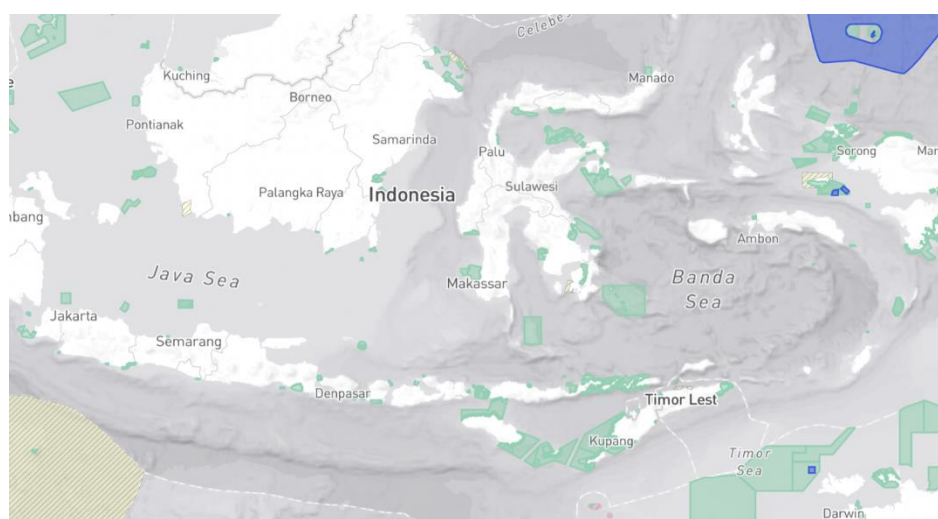 Celebes
Kuching
Manado
Borneo
Pontianak
Samarinda
Palu
Sorong
Palangka Raya
Indonesia
Sulawesi
Ambon
Java Sea
Makassar
Banda
Sea
Jakarta
Semarang
Denpasar
Timor Lest
Kupang
Timor
Sea
Darwin